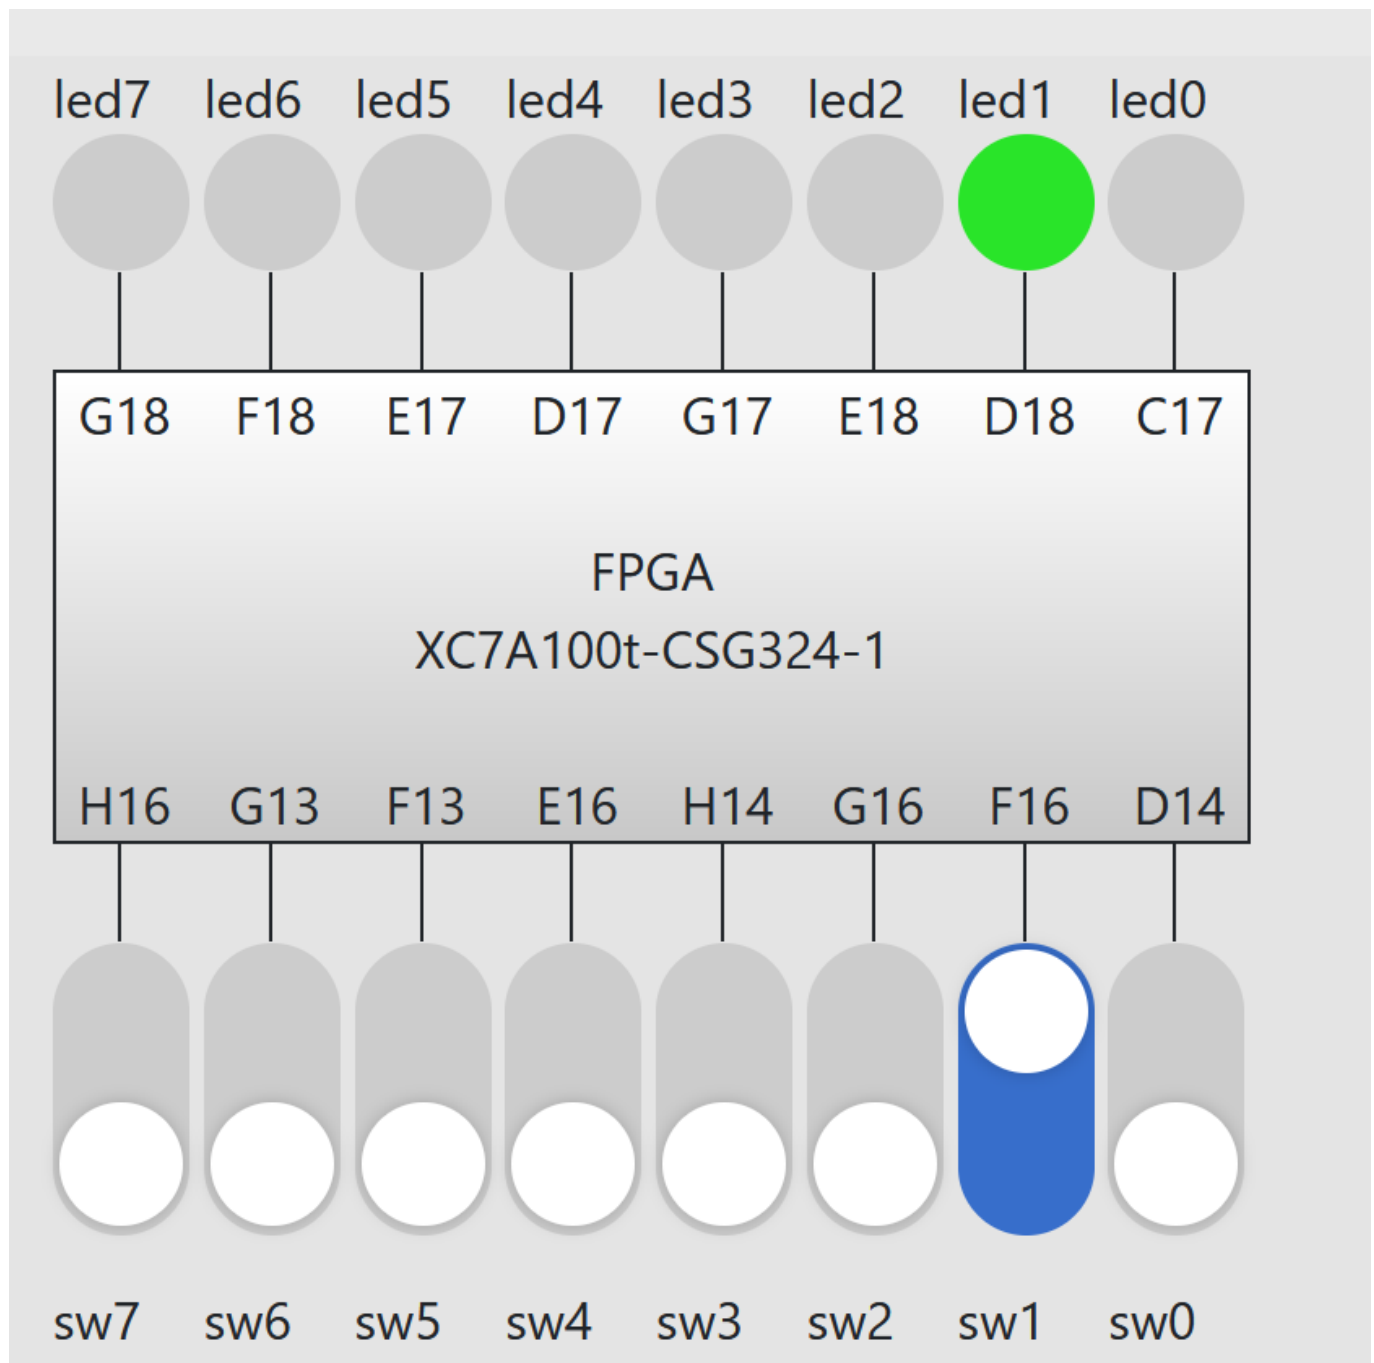 led7 led6 led5 led4 led3 led2 led1 led0
G18 F18 E17 D17 G17 E18 D18 C17
FPGA
XC7A100t-CSG324-1
H16 G13 F13 E16 H14 G16 F16 D14
sw7 sw6 sw5 sw4 sw3 sw2 sw1 sw0